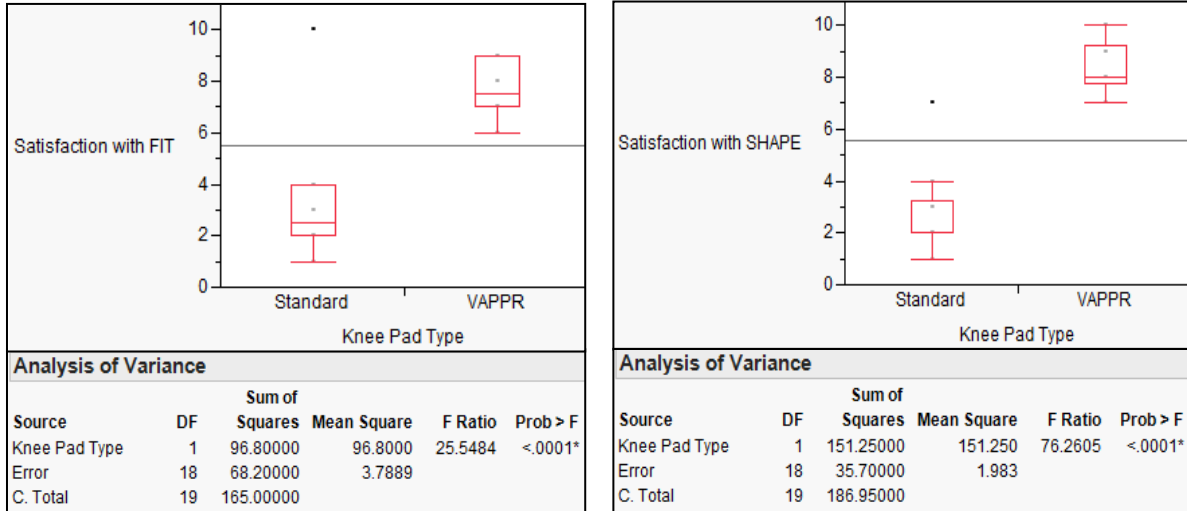 10
8
6
4
2
0
Satisfaction with FIT
Standard VAPPR
Knee Pad Type
Analysis of Variance
Sum of
Source DF Squares Mean Square F Ratio Prob > F
Knee Pad Type 1 96.80000 96.8000 25.5484 <.0001*
Error 18 68.20000 3.7889
C. Total 19 165.00000
10
8
6
4
2
0
Satisfaction with SHAPE
Standard VAPPR
Knee Pad Type
Analysis of Variance
Sum of
Source DF Squares Mean Square F Ratio Prob > F
Knee Pad Type 1 151.25000 151.250 76.2605 <.0001*
Error 18 35.70000 1.983
C. Total 19 186.95000